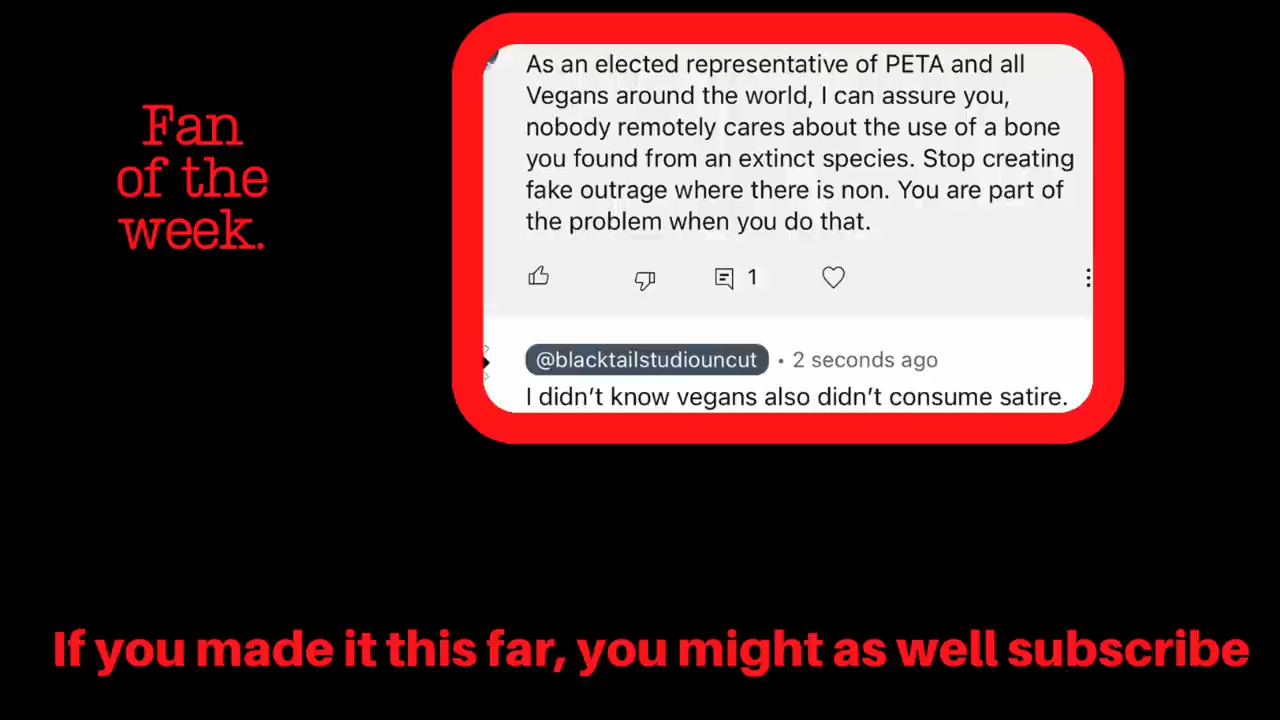 Fan
of the
week.
As an elected representative of PETA and all
Vegans around the world, I can assure you,
nobody remotely cares about the use of a bone
you found from an extinct species. Stop creating
fake outrage where there is non. You are part of
the problem when you do that.
1
@blacktailstudiouncut • 2 seconds ago
I didn’t know vegans also didn’t consume satire.
If you made it this far, you might as well subscribe